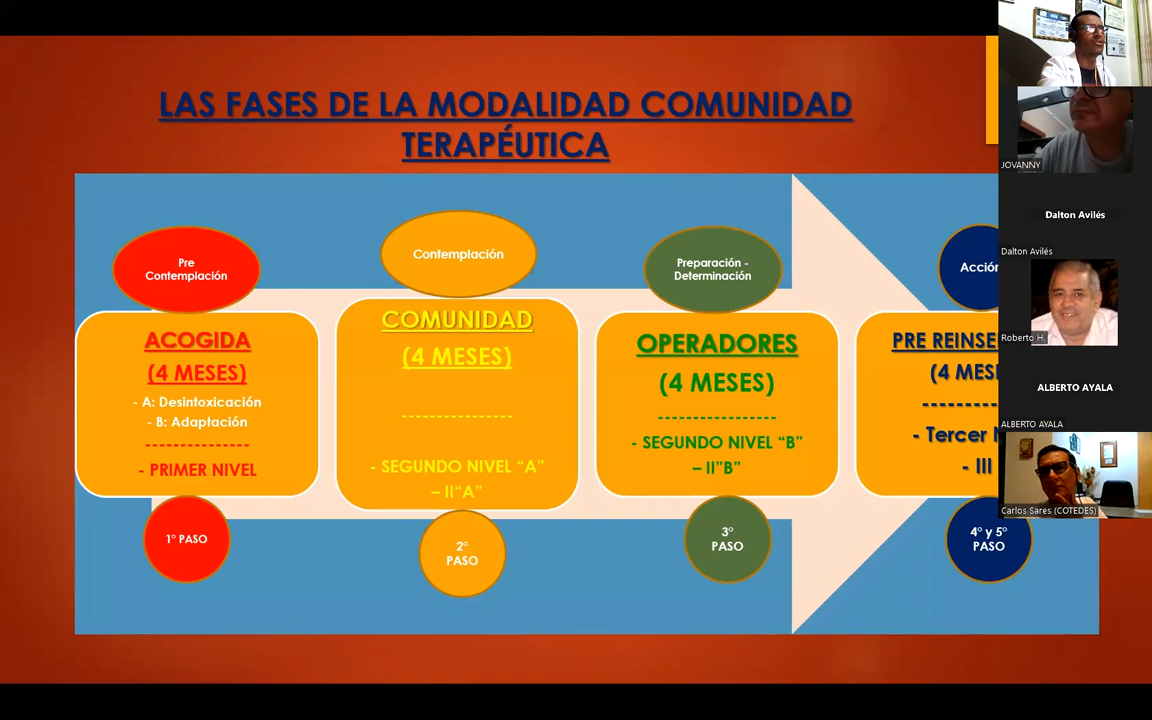 LAS FASES DE LA MODALIDAD COMUNIDAD
TERAPÉUTICA
Pre
Contemplación
ACOGIDA
(4 MESES)
- A: Desintoxicación
- B: Adaptación
--------------
- PRIMER NIVEL
1° PASO
Contemplación
COMUNIDAD
(4 MESES)
----------------
- SEGUNDO NIVEL “A”
– II“A”
2°
PASO
Preparación -
Determinación
OPERADORES
(4 MESES)
-----------------
- SEGUNDO NIVEL “B”
– II”B”
3°
PASO
Acción
PRE
(4
- Tercer
- III
4° y 5°
PASO
JOVANNY
Dalton Avilés
Dalton Avilés
Roberto H.
ALBERTO AYALA
ALBERTO AYALA
Carlos Sares (COTEDES)